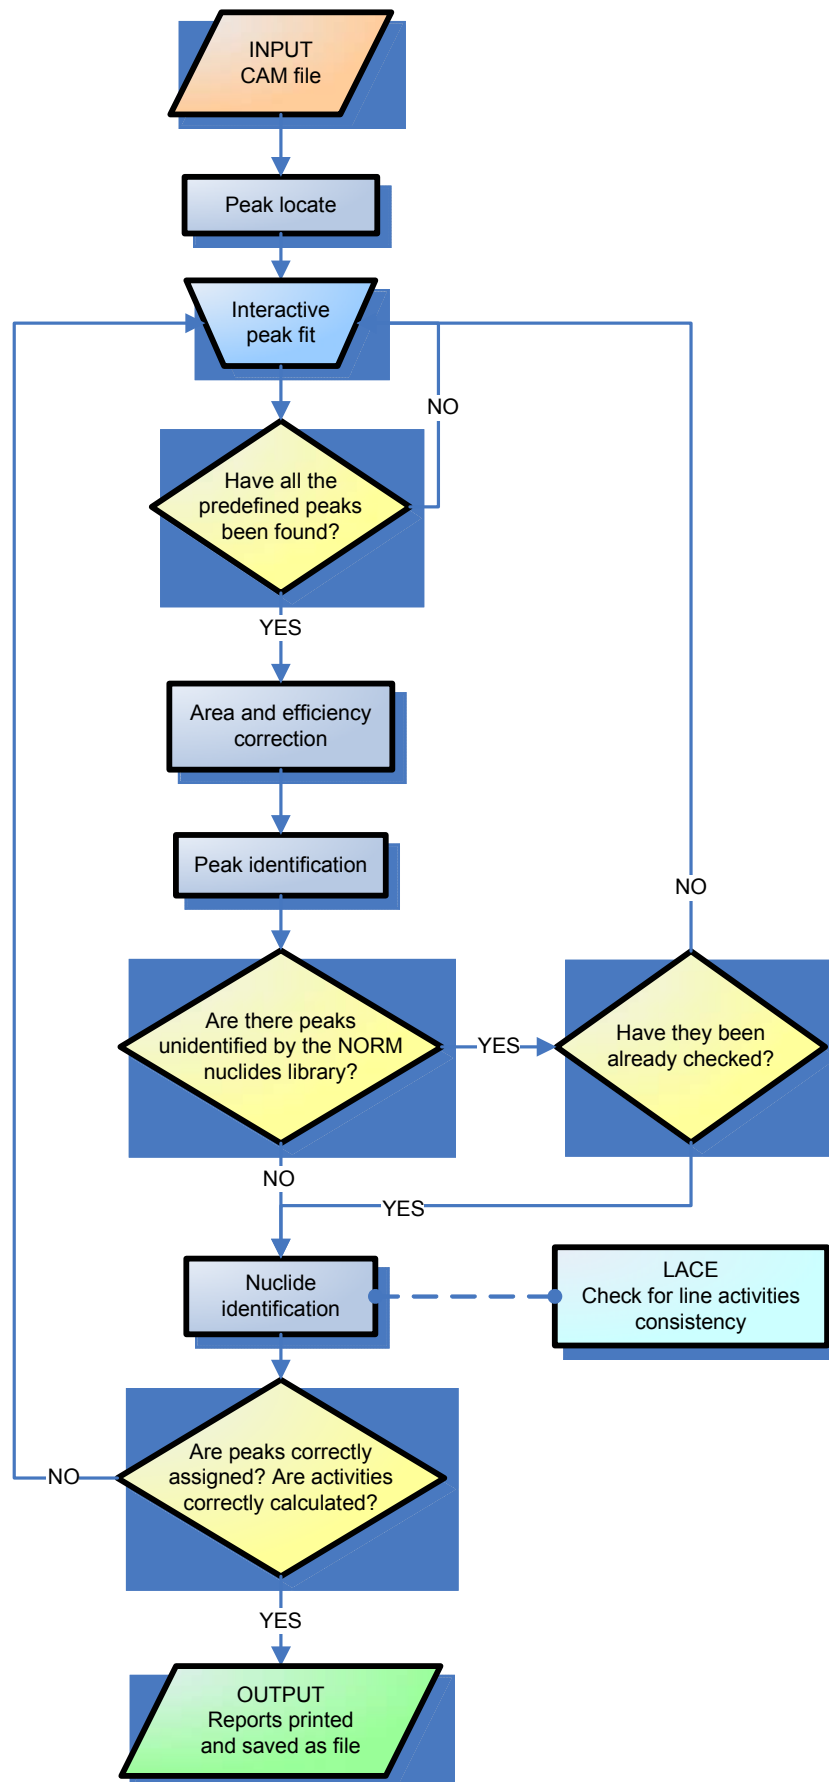 INPUT
CAM file
Peak locate
Interactive
peak fit
NO
Have all the
predefined peaks
been found?
YES
Area and efficiency
correction
Peak identification
NO
Are there peaks
unidentified by the NORM
nuclides library?
YES
Have they been
already checked?
NO
YES
Nuclide
identification
LACE
Check for line activities
consistency
Are peaks correctly
assigned? Are activities
correctly calculated?
NO
YES
OUTPUT
Reports printed
and saved as file